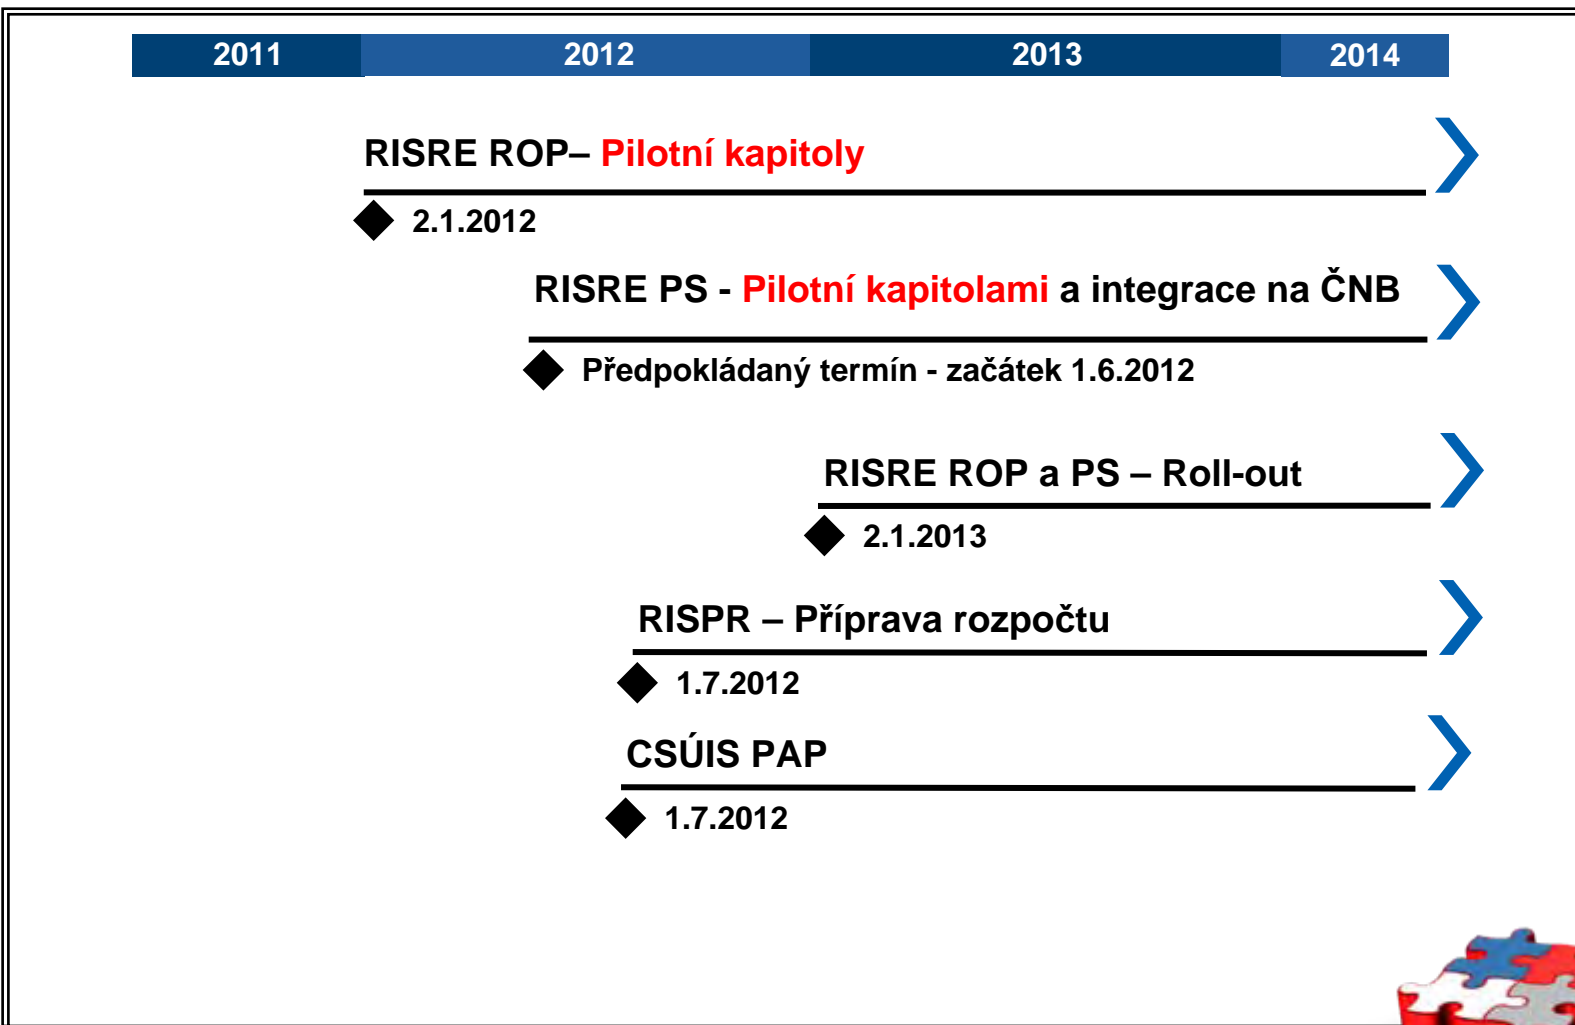 2011 2012 2013 2014
RISRE ROP– Pilotní kapitoly
2.1.2012
RISRE PS - Pilotní kapitolami a integrace na ČNB
Předpokládaný termín - začátek 1.6.2012
RISRE ROP a PS – Roll-out
2.1.2013
RISPR – Příprava rozpočtu
1.7.2012
CSÚIS PAP
1.7.2012